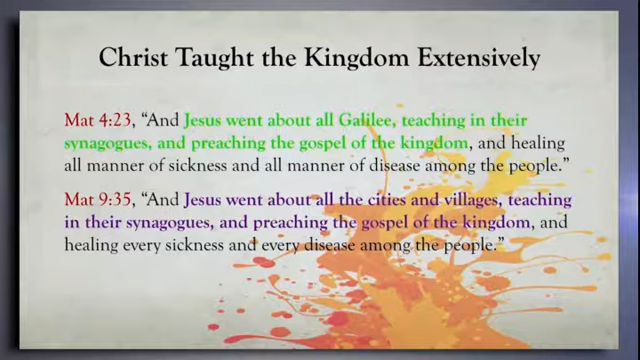 Christ Taught the Kingdom Extensively
Mat 4:23, “And Jesus went about all Galilee, teaching in their
synagogues, and preaching the gospel of the kingdom, and healing
all manner of sickness and all manner of disease among the people.”
Mat 9:35, “And Jesus went about all the cities and villages, teaching
in their synagogues, and preaching the gospel of the kingdom, and
healing every sickness and every disease among the people.”